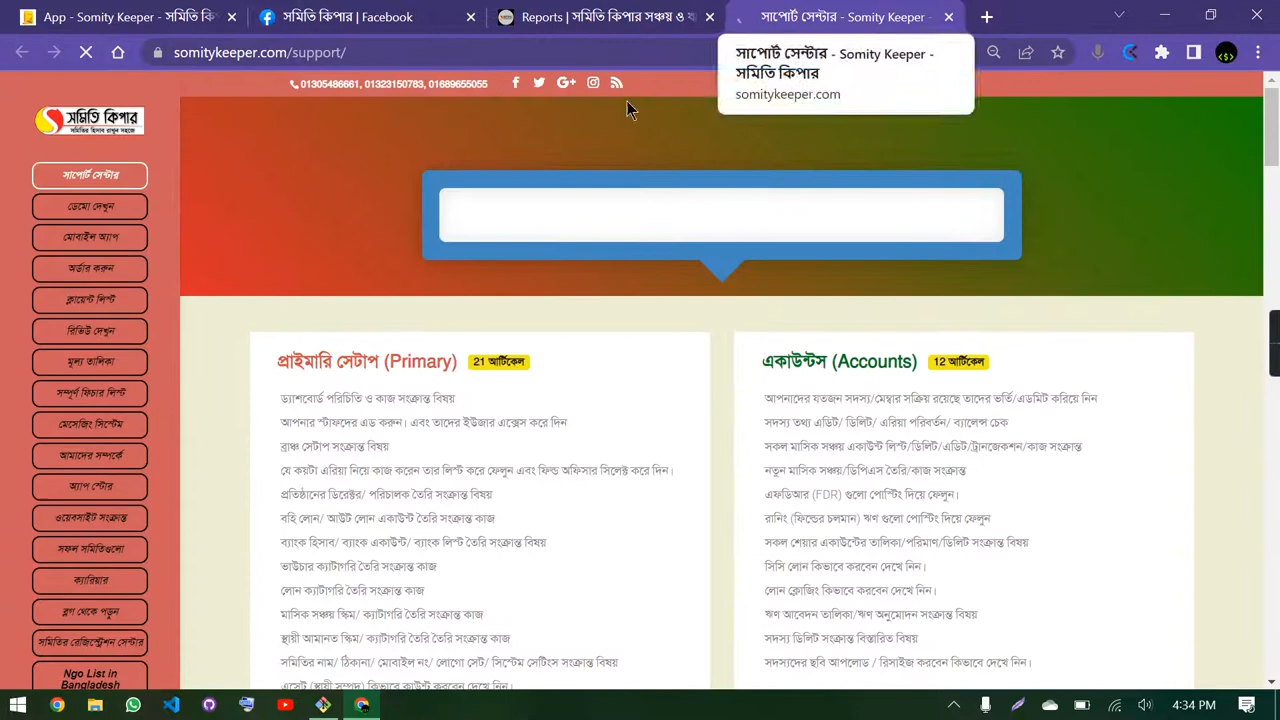 App - Somity Keeper - সমিতি কি
সমিতি কিপার | Facebook
Reports | সমিতি কিপার সঞ্চয় ও ঋ
সাপোর্ট সেন্টার - Somity Keeper -
somitykeeper.com/support/
সাপোর্ট সেন্টার - Somity Keeper -
সমিতি কিপার
somitykeeper.com
01305486661, 01323150783, 01689655055
সমিতি কিপার
সমিতির হিসাব রাখুন সহজে
সাপোর্ট সেন্টার
ডেমো দেখুন
মোবাইল অ্যাপ
অর্ডার করুন
ক্লায়েন্ট লিস্ট
রিভিউ দেখুন
মূল্য তালিকা
সম্পূর্ণ ফিচার লিস্ট
মেসেজিং সিস্টেম
আমাদের সম্পর্কে
অ্যাপ স্টোর
ওয়েবসাইট সংক্রান্ত
সফল সমিতিগুলো
ক্যারিয়ার
ব্লগ থেকে পড়ুন
সমিতির রেজিস্ট্রেশন সেন্টার
Ngo List in
Bangladesh
প্রাইমারি সেটাপ (Primary) 21 আর্টিকেল
ড্যাশবোর্ড পরিচিতি ও কাজ সংক্রান্ত বিষয়
আপনার স্টাফদের এড করুন। এবং তাদের ইউজার এক্সেস করে দিন
ব্রাঞ্চ সেটাপ সংক্রান্ত বিষয়
যে কয়টা এরিয়া নিয়ে কাজ করেন তার লিস্ট করে ফেলুন এবং ফিল্ড অফিসার সিলেক্ট করে দিন।
প্রতিষ্ঠানের ডিরেক্টর/ পরিচালক তৈরি সংক্রান্ত বিষয়
বহি লোন/ আউট লোন একাউন্ট তৈরি সংক্রান্ত কাজ
ব্যাংক হিসাব/ ব্যাংক একাউন্ট/ ব্যাংক লিস্ট তৈরি সংক্রান্ত বিষয়
ভাউচার ক্যাটাগরি তৈরি সংক্রান্ত কাজ
লোন ক্যাটাগরি তৈরি সংক্রান্ত কাজ
মাসিক সঞ্চয় স্কিম/ ক্যাটাগরি তৈরি সংক্রান্ত কাজ
স্থায়ী আমানত স্কিম/ ক্যাটাগরি তৈরি তৈরি সংক্রান্ত কাজ
সমিতির নাম/ ঠিকানা/ মোবাইল নং/ লোগো সেট/ সিস্টেম সেটিংস সংক্রান্ত বিষয়
এসেট (স্থায়ী সম্পদ) কিভাবে কাউন্ট করবেন দেখে নিন।
একাউন্টস (Accounts) 12 আর্টিকেল
আপনাদের যতজন সদস্য/মেম্বার সক্রিয় রয়েছে তাদের ভর্তি/এডমিট করিয়ে নিন
সদস্য তথ্য এডিট/ ডিলিট/ এরিয়া পরিবর্তন/ ব্যালেন্স চেক
সকল মাসিক সঞ্চয় একাউন্ট লিস্ট/ডিলিট/এডিট/ট্রানজেকশন/কাজ সংক্রান্ত
নতুন মাসিক সঞ্চয়/ডিপিএস তৈরি/কাজ সংক্রান্ত
এফডিআর (FDR) গুলো পোস্টিং দিয়ে ফেলুন।
রানিং (ফিল্ডের চলমান) ঋণ গুলো পোস্টিং দিয়ে ফেলুন
সকল শেয়ার একাউন্টের তালিকা/পরিমাণ/ডিলিট সংক্রান্ত বিষয়
সিসি লোন কিভাবে করবেন দেখে নিন।
লোন ক্লোজিং কিভাবে করবেন দেখে নিন।
ঋণ আবেদন তালিকা/ঋণ অনুমোদন সংক্রান্ত বিষয়
সদস্য ডিলিট সংক্রান্ত বিস্তারিত বিষয়
সদস্যদের ছবি আপলোড / রিসাইজ করবেন কিভাবে দেখে নিন।
4:34 PM